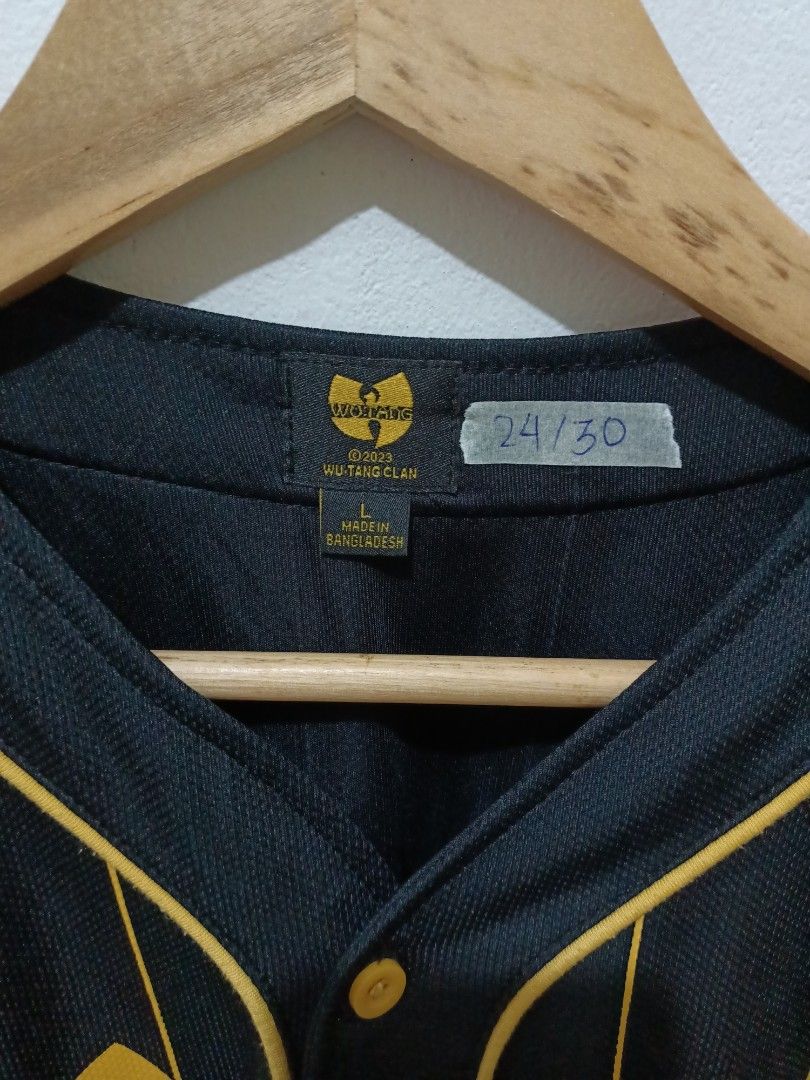 WU-TANG
©2023
WU-TANG CLAN
24/30
L
MADE IN
BANGLADESH